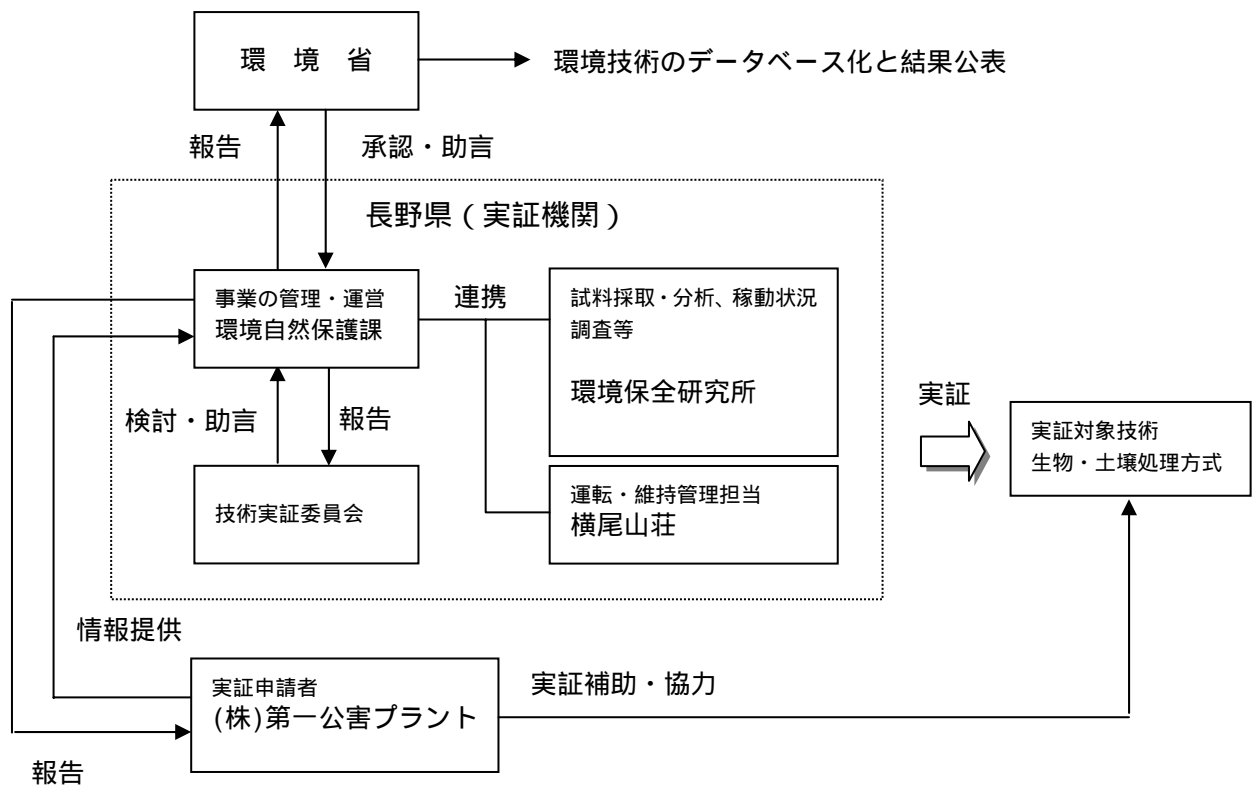 環 境 省
環境技術のデータベース化と結果公表
報告
承認・助言
長野県（実証機関）
事業の管理・運営
環境自然保護課
連携
試料採取・分析、稼動状況
調査等
環境保全研究所
検討・助言
報告
技術実証委員会
運転・維持管理担当
横尾山荘
実証
実証対象技術
生物・土壌処理方式
情報提供
実証申請者
(株)第一公害プラント
実証補助・協力
報告